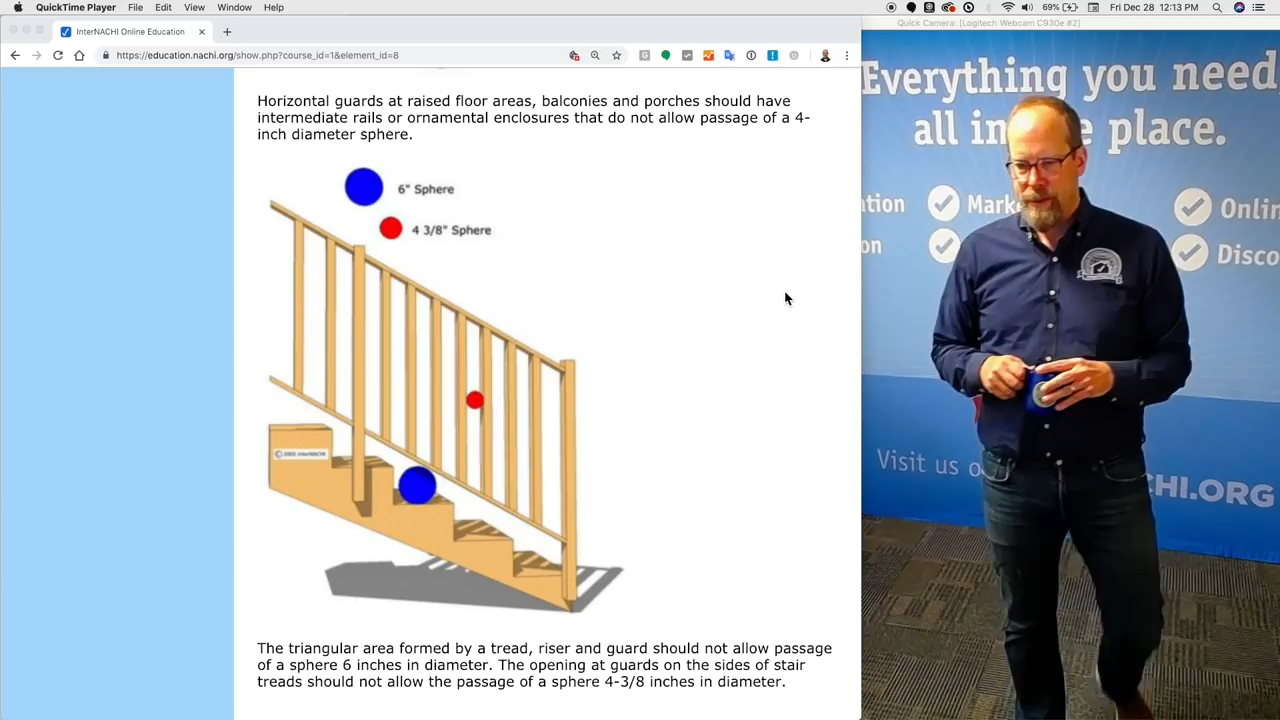 QuickTime Player File Edit View Window Help
69% Fri Dec 28 12:13 PM
InterNACHI Online Education
Quick Camera: [Logitech Webcam C930e #2]
https://education.nachi.org/show.php?course_id=1&element_id=8
Horizontal guards at raised floor areas, balconies and porches should have
intermediate rails or ornamental enclosures that do not allow passage of a 4-
inch diameter sphere.
6" Sphere
4 3/8" Sphere
The triangular area formed by a tread, riser and guard should not allow passage
of a sphere 6 inches in diameter. The opening at guards on the sides of stair
treads should not allow the passage of a sphere 4-3/8 inches in diameter.
Everything you need
all in place.
ation Mark Onlin
on Disco
Visit us o CHI.ORG